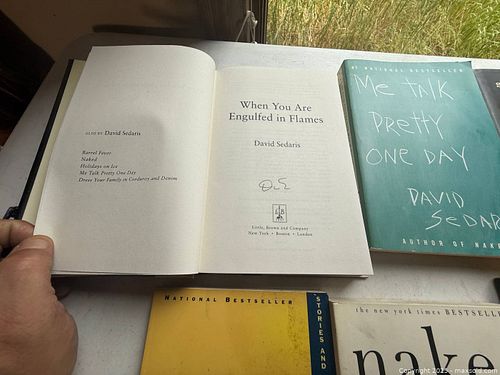 ALSO BY David Sedaris
Barrel Fever
Naked
Holidays on Ice
Me Talk Pretty One Day
Dress Your Family in Corduroy and Denim
When You Are
Engulfed in Flames
David Sedaris
Little, Brown and Company
New York • Boston • London
#1 NATIONAL BESTSELLER
Me TALK
PRETTY
ONE DAY
DAVID
SEDAR
AUTHOR OF NAKE
NATIONAL BESTSELLER
STORIES AND
the new york times BESTSELLE
nake
Copyright 2023 - maxsold.com